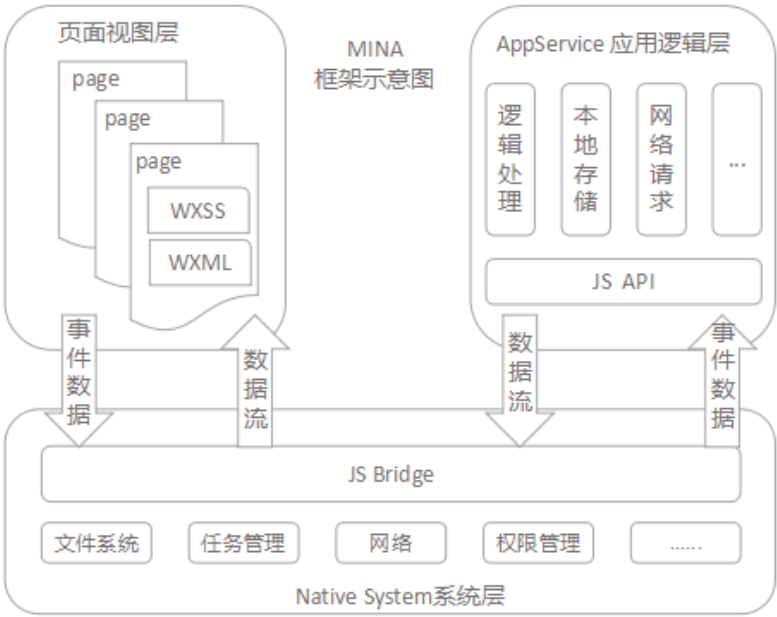 页面视图层
page
page
page
WXSS
WXML
MINA
框架示意图
AppService 应用逻辑层
逻辑处理
本地存储
网络请求
...
JS API
事件数据
数据流
数据流
事件数据
JS Bridge
文件系统
任务管理
网络
权限管理
......
Native System系统层